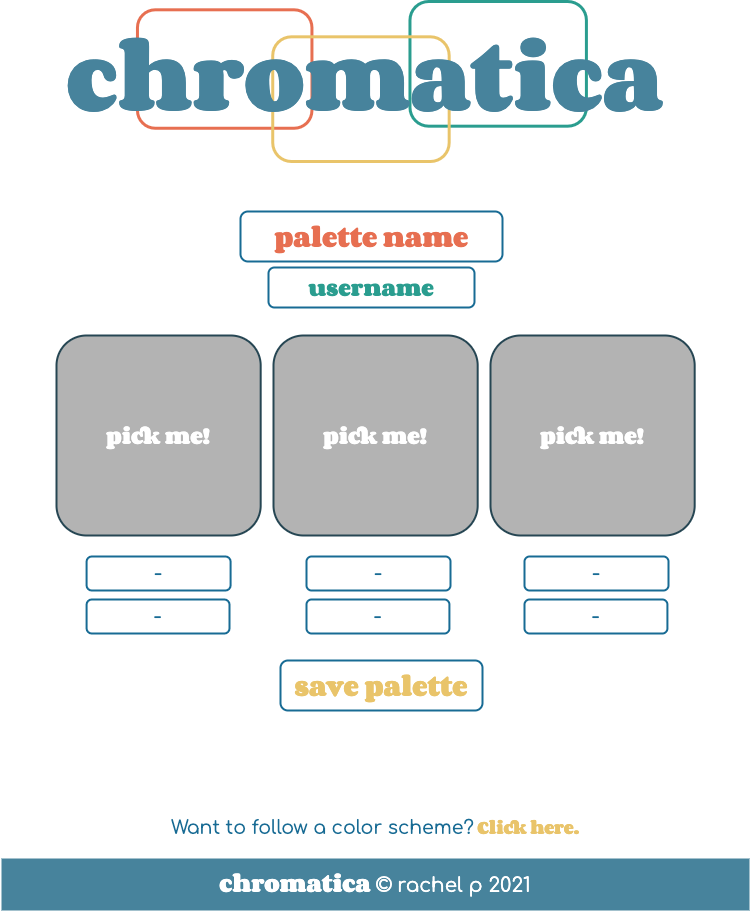 chromatica
palette name
username
pick me! pick me! pick me!
- - -
- - -
save palette
Want to follow a color scheme? Click here.
chromatica © rachel p 2021